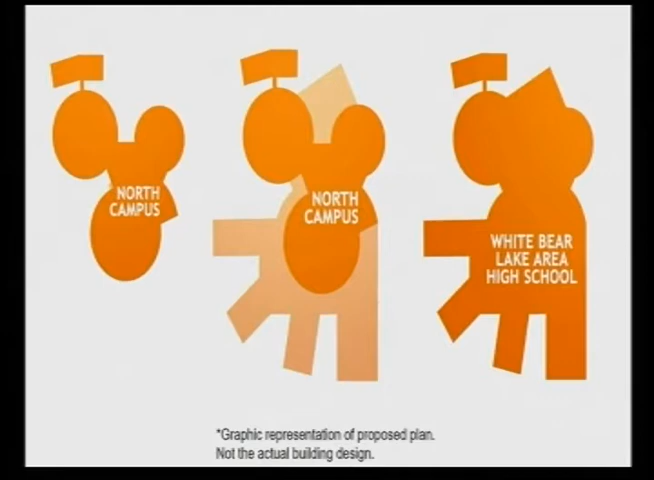 NORTH
CAMPUS
NORTH
CAMPUS
WHITE BEAR
LAKE AREA
HIGH SCHOOL
*Graphic representation of proposed plan.
Not the actual building design.